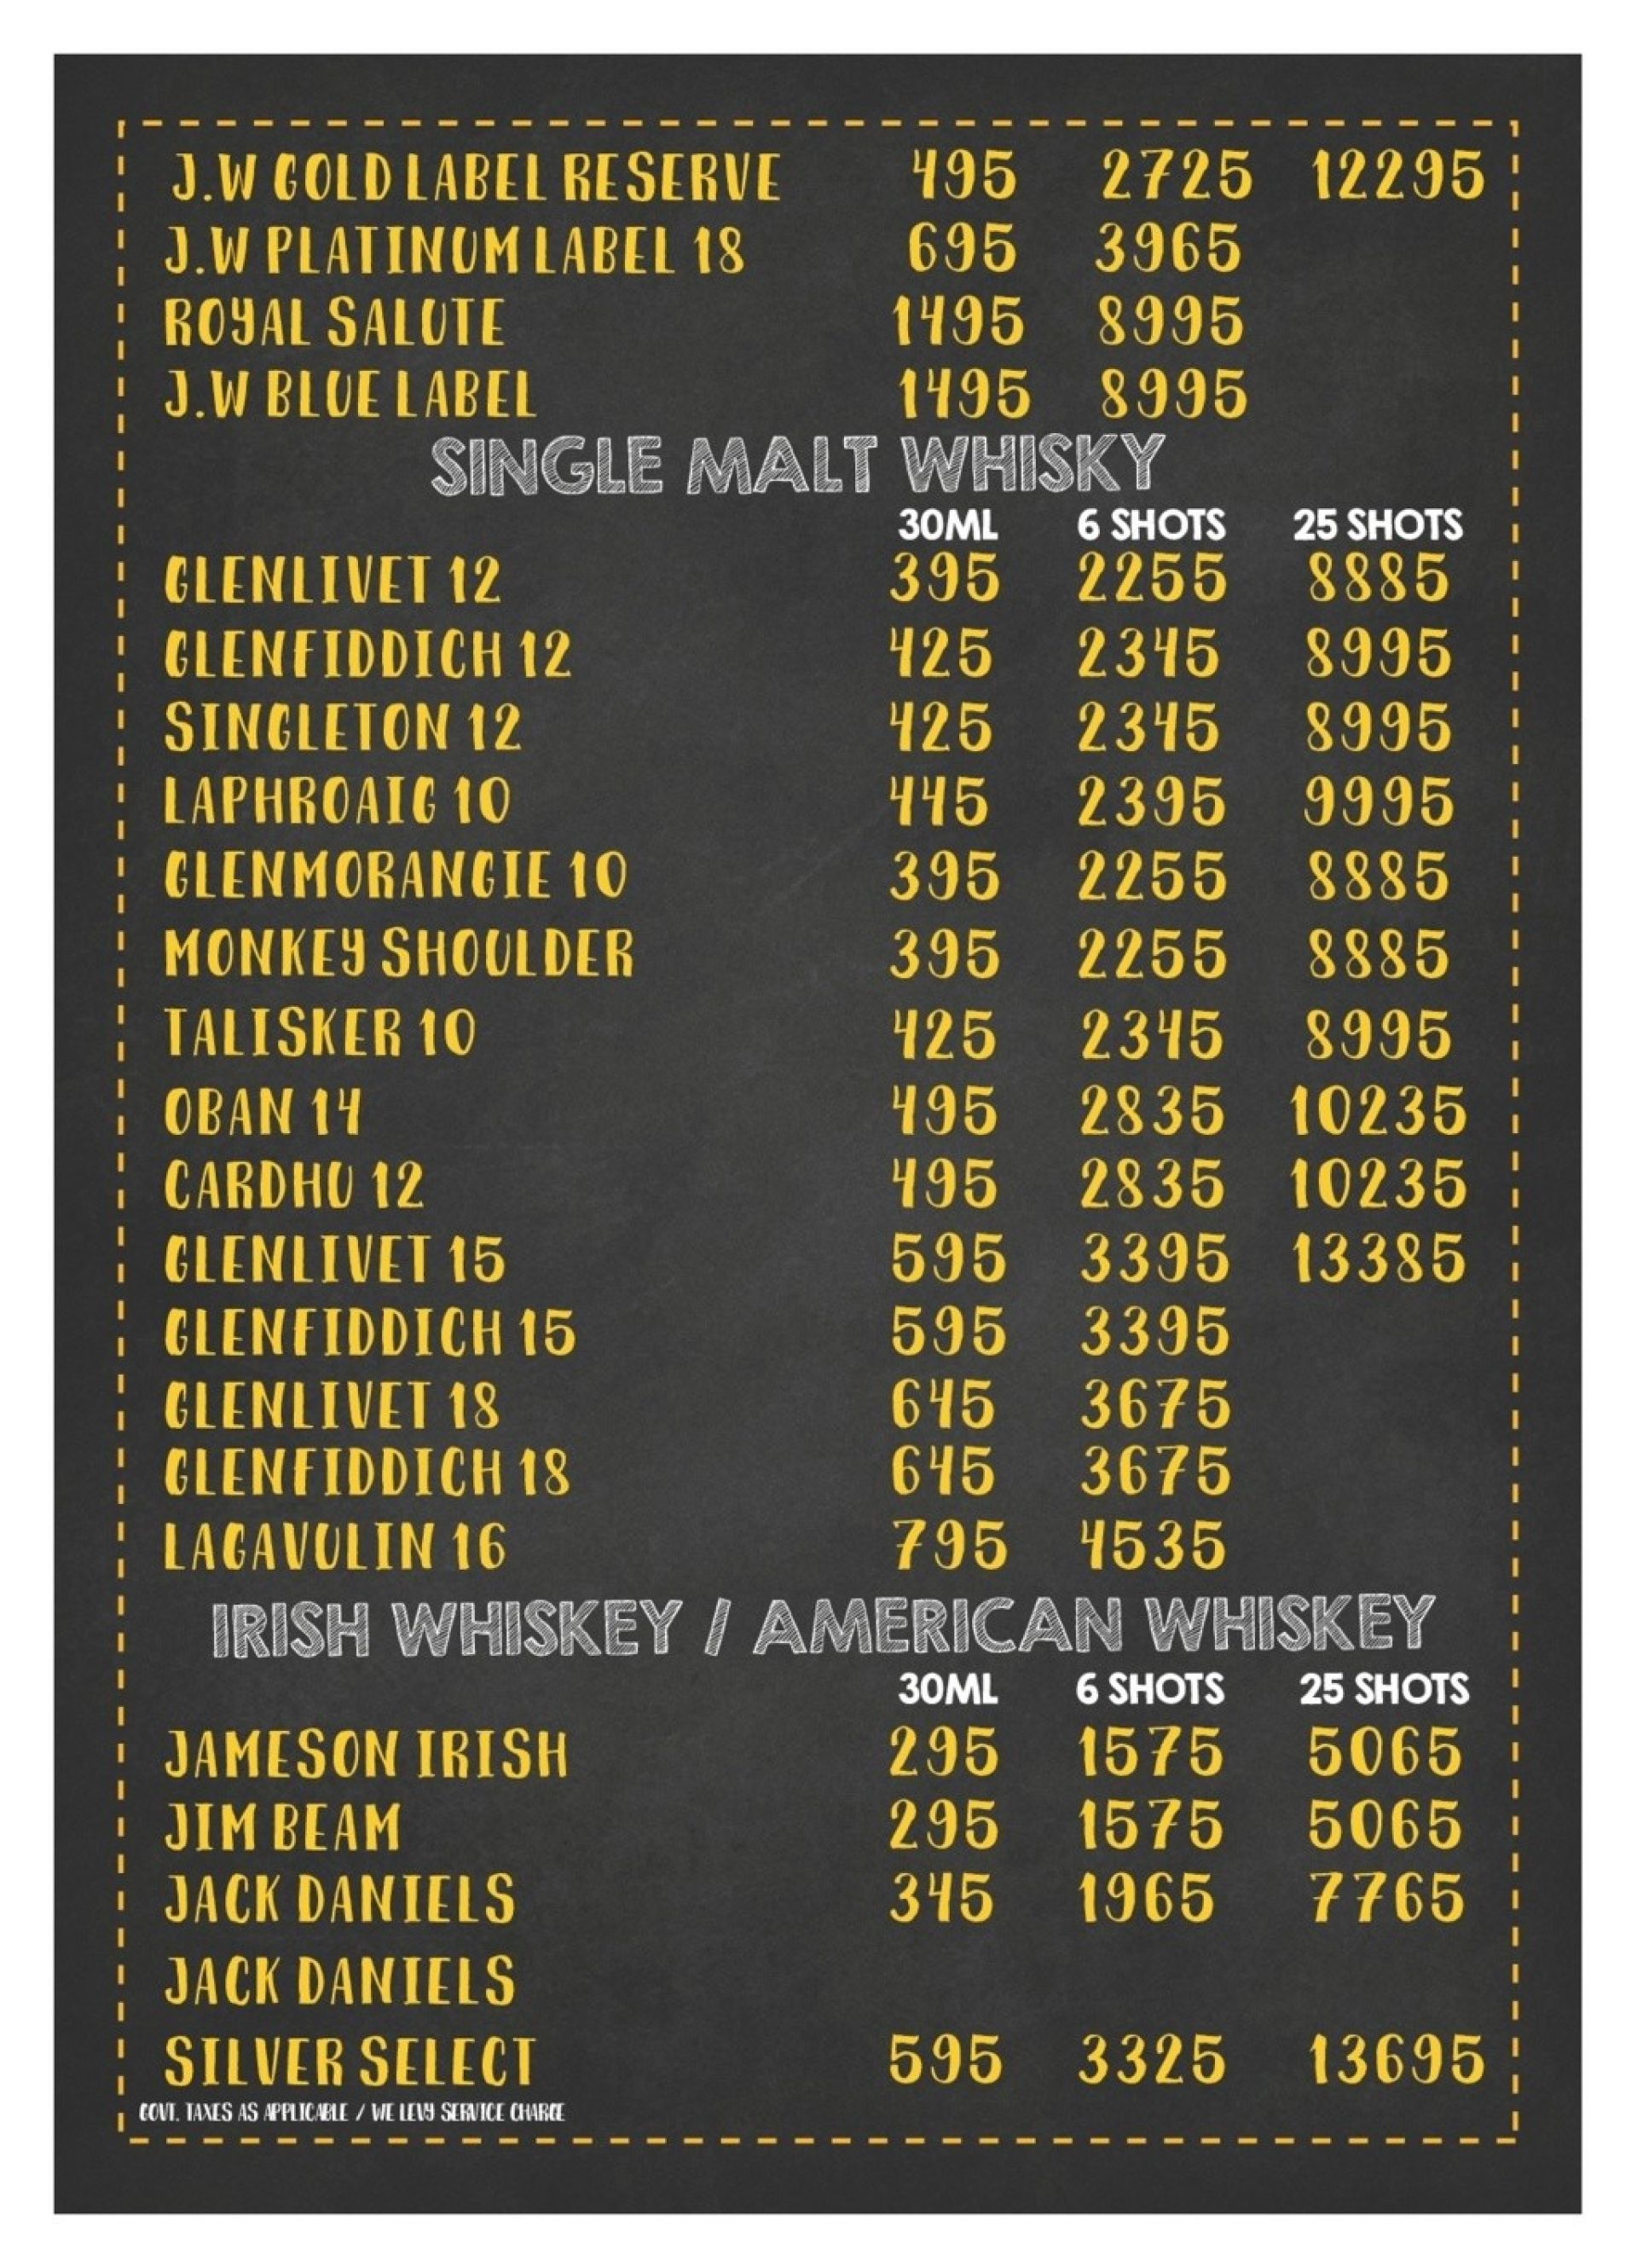 J.W GOLD LABEL RESERVE 495 2725 12295
J.W PLATINUM LABEL 18 695 3965
ROYAL SALUTE 1495 8995
J.W BLUE LABEL 1495 8995
SINGLE MALT WHISKY
30ML 6 SHOTS 25 SHOTS
GLENLIVET 12 395 2255 8885
GLENFIDDICH 12 425 2345 8995
SINGLETON 12 425 2345 8995
LAPHROAIG 10 445 2395 9995
GLENMORANGIE 10 395 2255 8885
MONKEY SHOULDER 395 2255 8885
TALISKER 10 425 2345 8995
OBAN 14 495 2835 10235
CARDHU 12 495 2835 10235
GLENLIVET 15 595 3395 13385
GLENFIDDICH 15 595 3395
GLENLIVET 18 645 3675
GLENFIDDICH 18 645 3675
LAGAVULIN 16 795 4535
IRISH WHISKEY / AMERICAN WHISKEY
30ML 6 SHOTS 25 SHOTS
JAMESON IRISH 295 1575 5065
JIM BEAM 295 1575 5065
JACK DANIELS 345 1965 7765
JACK DANIELS
SILVER SELECT 595 3325 13695
GOVT. TAXES AS APPLICABLE / WE LEVY SERVICE CHARGE